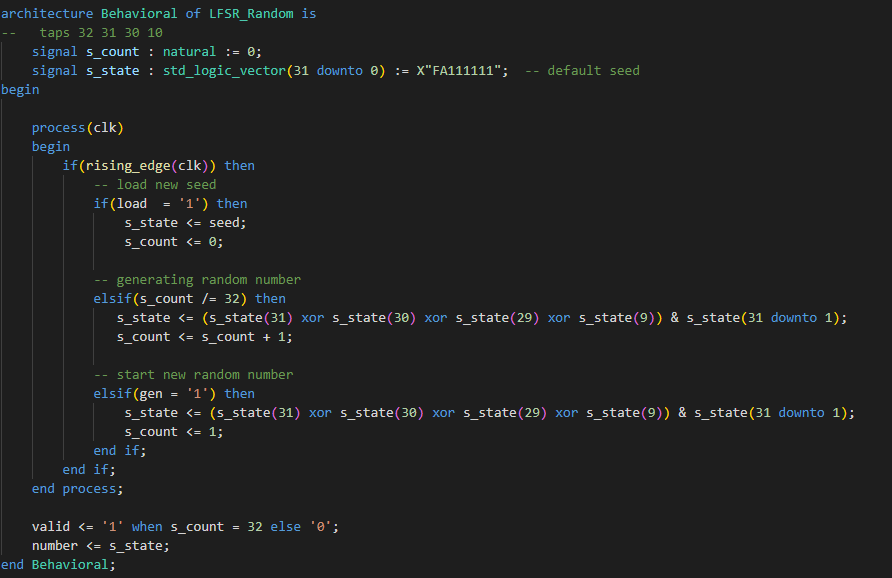 architecture Behavioral of LFSR_Random is
--   taps 32 31 30 10
    signal s_count : natural := 0;
    signal s_state : std_logic_vector(31 downto 0) := X"FA111111";  -- default seed
begin

    process(clk)
    begin
        if(rising_edge(clk)) then
            -- load new seed
            if(load  = '1') then
                s_state <= seed;
                s_count <= 0;

            -- generating random number
            elsif(s_count /= 32) then
               s_state <= (s_state(31) xor s_state(30) xor s_state(29) xor s_state(9)) & s_state(31 downto 1);
               s_count <= s_count + 1;

            -- start new random number
            elsif(gen = '1') then
                s_state <= (s_state(31) xor s_state(30) xor s_state(29) xor s_state(9)) & s_state(31 downto 1);
                s_count <= 1;
            end if;
        end if;
    end process;

    valid <= '1' when s_count = 32 else '0';
    number <= s_state;
end Behavioral;